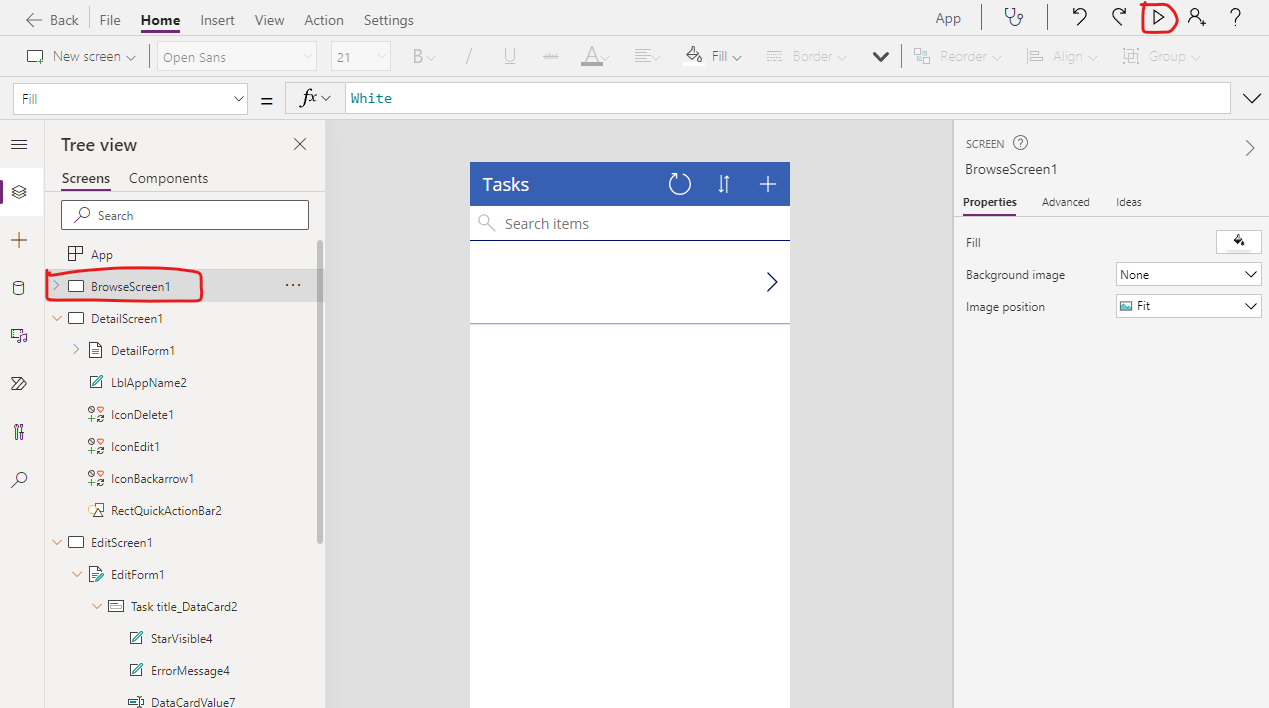 Back File Home Insert View Action Settings App
New screen Open Sans 21 B / U abc A Fill Border Reorder Align Group
Fill = fx White
Tree view
Screens Components
Search
App
BrowseScreen1
DetailScreen1
DetailForm1
LblAppName2
IconDelete1
IconEdit1
IconBackarrow1
RectQuickActionBar2
EditScreen1
EditForm1
Task title_DataCard2
StarVisible4
ErrorMessage4
DataCardValue7
Tasks
Search items
SCREEN
BrowseScreen1
Properties Advanced Ideas
Fill
Background image None
Image position Fit